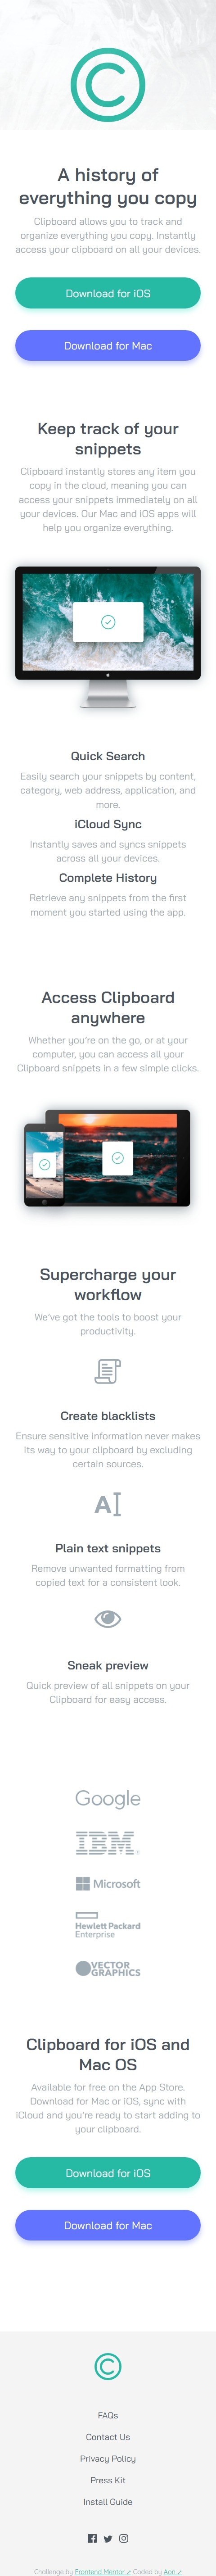 A history of
everything you copy
Clipboard allows you to track and
organize everything you copy. Instantly
access your clipboard on all your devices.
Download for iOS
Download for Mac
Keep track of your
snippets
Clipboard instantly stores any item you
copy in the cloud, meaning you can
access your snippets immediately on all
your devices. Our Mac and iOS apps will
help you organize everything.
Quick Search
Easily search your snippets by content,
category, web address, application, and
more.
iCloud Sync
Instantly saves and syncs snippets
across all your devices.
Complete History
Retrieve any snippets from the first
moment you started using the app.
Access Clipboard
anywhere
Whether you're on the go, or at your
computer, you can access all your
Clipboard snippets in a few simple clicks.
Supercharge your
workflow
We've got the tools to boost your
productivity.
Create blacklists
Ensure sensitive information never makes
its way to your clipboard by excluding
certain sources.
A
Plain text snippets
Remove unwanted formatting from
copied text for a consistent look.
Sneak preview
Quick preview of all snippets on your
Clipboard for easy access.
Google
IBM
Microsoft
Hewlett Packard
Enterprise
VECTOR
GRAPHICS
Clipboard for iOS and
Mac OS
Available for free on the App Store.
Download for Mac or iOS, sync with
iCloud and you're ready to start adding to
your clipboard.
Download for iOS
Download for Mac
FAQs
Contact Us
Privacy Policy
Press Kit
Install Guide
Challenge by Frontend Mentor ↗ Coded by Aan ↗